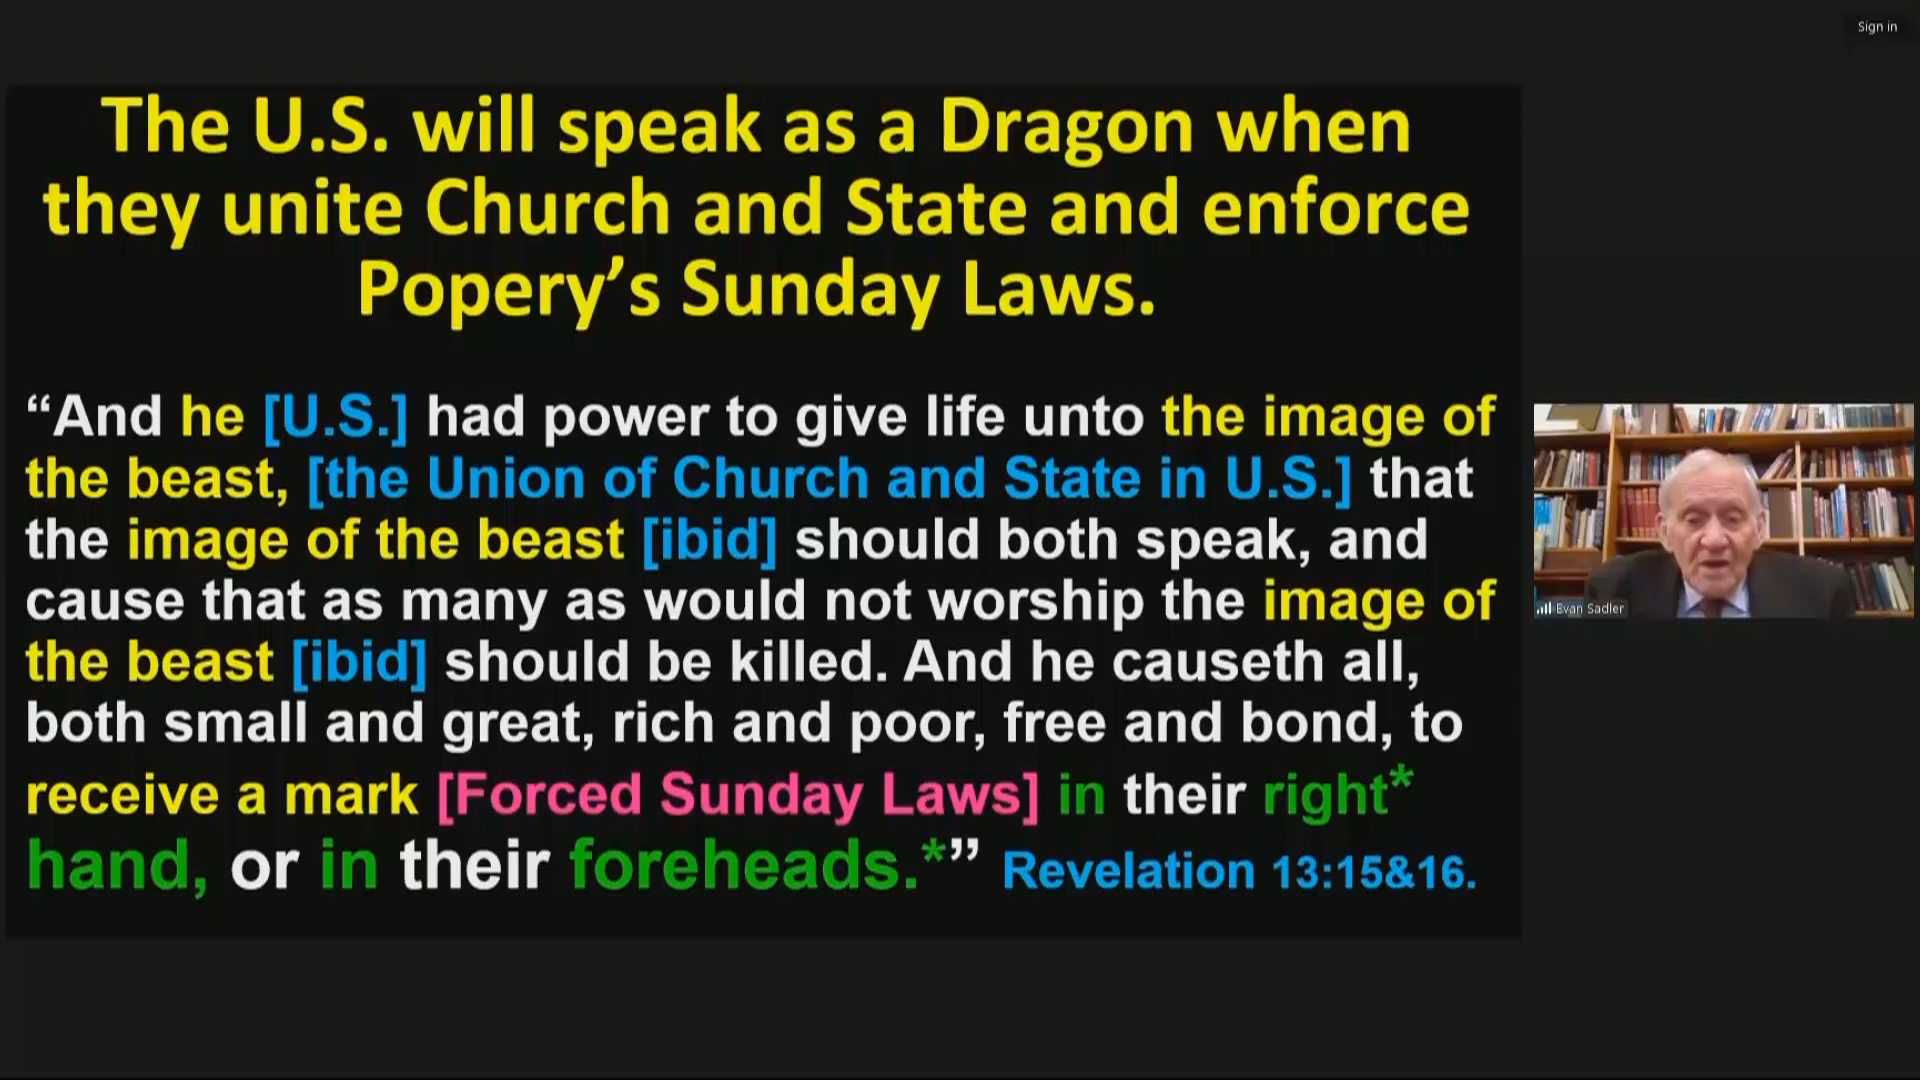 Sign in
The U.S. will speak as a Dragon when
they unite Church and State and enforce
Popery’s Sunday Laws.
“And he [U.S.] had power to give life unto the image of
the beast, [the Union of Church and State in U.S.] that
the image of the beast [ibid] should both speak, and
cause that as many as would not worship the image of
the beast [ibid] should be killed. And he causeth all,
both small and great, rich and poor, free and bond, to
receive a mark [Forced Sunday Laws] in their right*
hand, or in their foreheads.*” Revelation 13:15&16.
Evan Sadler